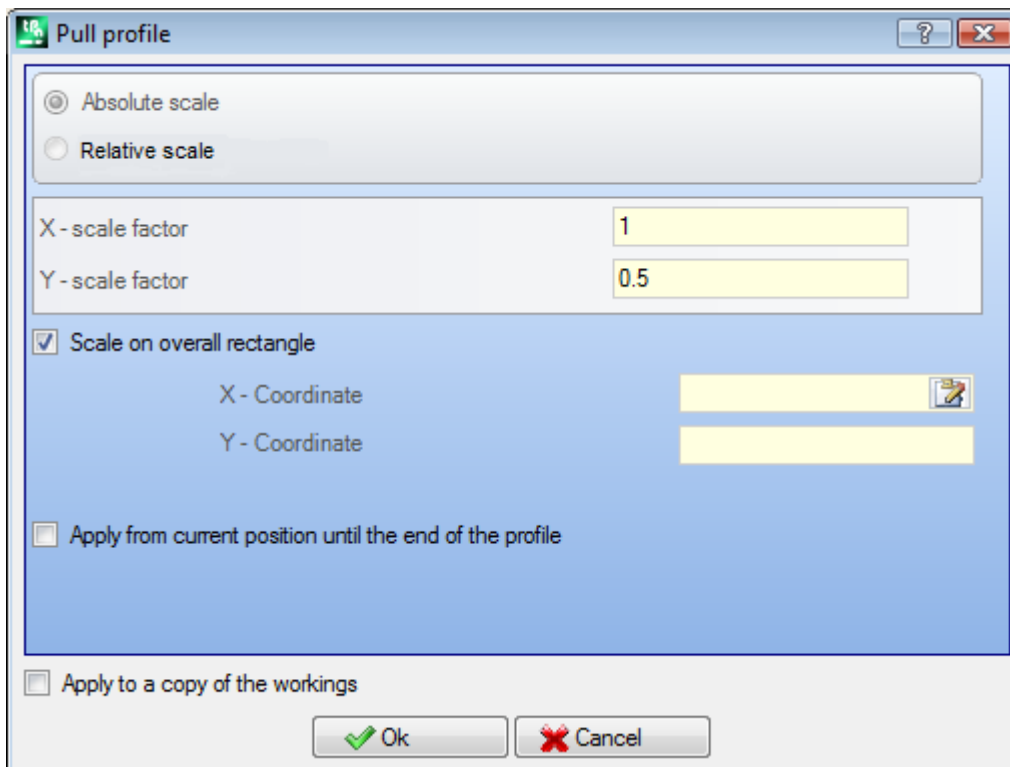 Pull profile
Absolute scale
Relative scale
X - scale factor 1
Y - scale factor 0.5
Scale on overall rectangle
X - Coordinate
Y - Coordinate
Apply from current position until the end of the profile
Apply to a copy of the workings
Ok Cancel